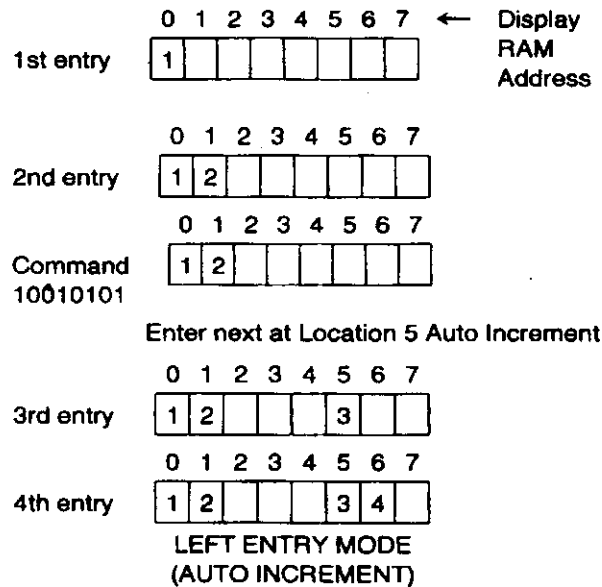 0 1 2 3 4 5 6 7 ← Display
RAM
Address
1st entry 1
0 1 2 3 4 5 6 7
2nd entry 1 2
0 1 2 3 4 5 6 7
Command 1 2
10010101
Enter next at Location 5 Auto Increment
0 1 2 3 4 5 6 7
3rd entry 1 2 3
0 1 2 3 4 5 6 7
4th entry 1 2 3 4
LEFT ENTRY MODE
(AUTO INCREMENT)